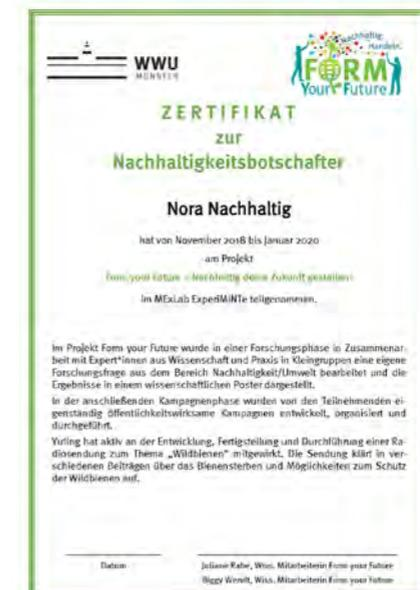 WWU
MÜNSTER
Nachhaltig
Handeln.
FORM
Your Future
ZERTIFIKAT
zur
Nachhaltigkeitsbotschafter
Nora Nachhaltig
hat von November 2018 bis Januar 2020
am Projekt
Form your Future – Nachhaltig deine Zukunft gestalten!
im MExLab ExperiMiNTe teilgenommen.
Im Projekt Form your Future wurde in einer Forschungsphase in Zusammenar-
beit mit Expert*innen aus Wissenschaft und Praxis in Kleingruppen eine eigene
Forschungsfrage aus dem Bereich Nachhaltigkeit/Umwelt bearbeitet und die
Ergebnisse in einem wissenschaftlichen Poster dargestellt.
In der anschließenden Kampagnenphase wurden von den Teilnehmenden ei-
genständig öffentlichkeitswirksame Kampagnen entwickelt, organisiert und
durchgeführt.
Yuting hat aktiv an der Entwicklung, Fertigstellung und Durchführung einer Ra-
diosendung zum Thema „Wildbienen" mitgewirkt. Die Sendung klärt in ver-
schiedenen Beiträgen über das Bienensterben und Möglichkeiten zum Schutz
der Wildbienen auf.
Datum
Juliane Rabe, Wiss. Mitarbeiterin Form your Future
Biggy Wendt, Wiss. Mitarbeiterin Form your Future